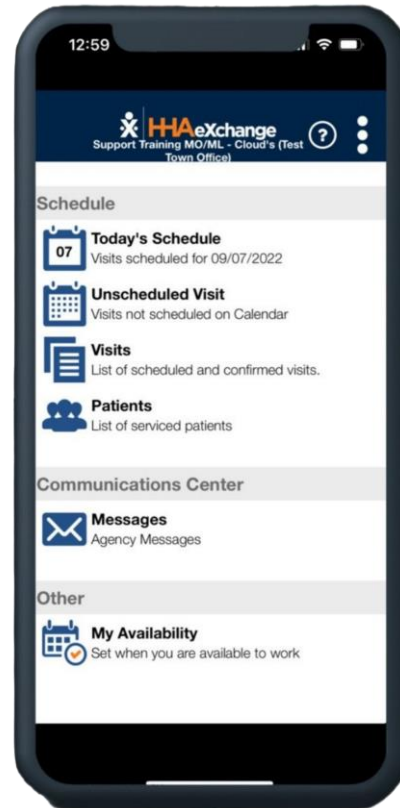 12:59
HHAeXchange
Support Training MO/ML - Cloud's (Test
Town Office)
?
Schedule
07
Today's Schedule
Visits scheduled for 09/07/2022
Unscheduled Visit
Visits not scheduled on Calendar
Visits
List of scheduled and confirmed visits.
Patients
List of serviced patients
Communications Center
Messages
Agency Messages
Other
My Availability
Set when you are available to work